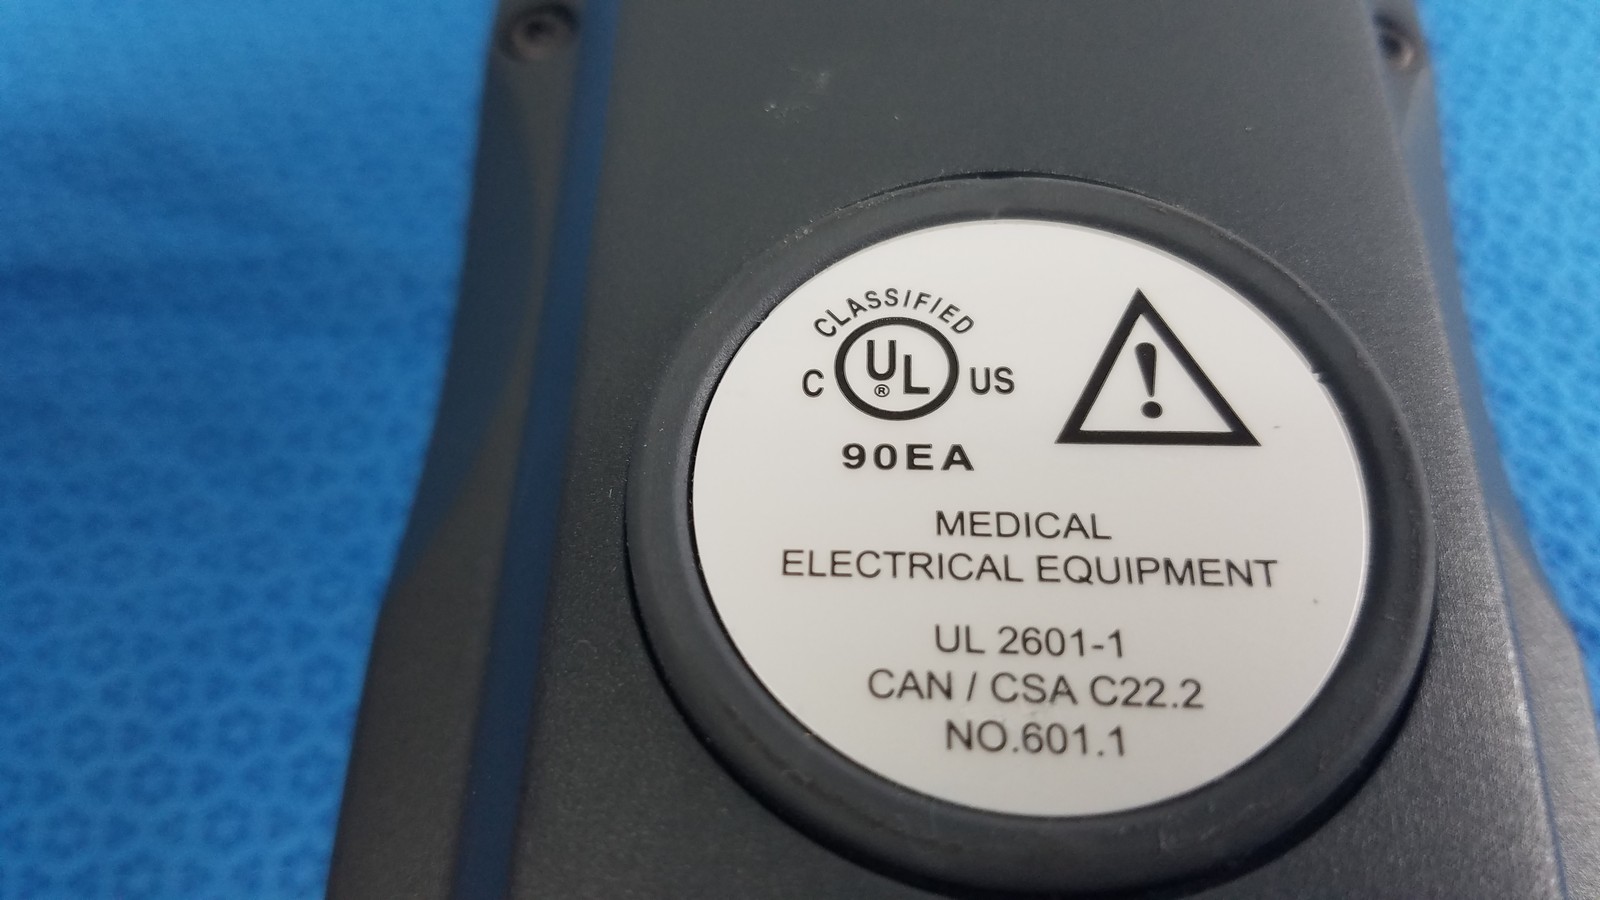 CLASSIFIED
C UL® US
90EA
!
MEDICAL
ELECTRICAL EQUIPMENT
UL 2601-1
CAN / CSA C22.2
NO.601.1